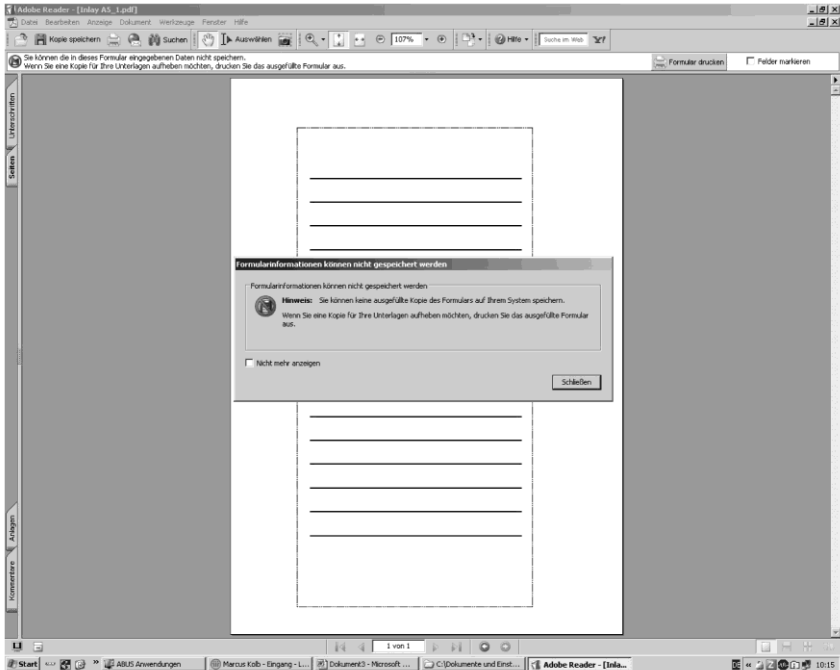 Adobe Reader - [Inlay AS_1.pdf]
Datei Bearbeiten Anzeige Dokument Werkzeuge Fenster Hilfe
Kopie speichern Suchen Auswählen 107% Hilfe Suche im Web Y!
Sie können die in dieses Formular eingegebenen Daten nicht speichern.
Wenn Sie eine Kopie für Ihre Unterlagen aufheben möchten, drucken Sie das ausgefüllte Formular aus.
Formular drucken Felder markieren
Unterschriften
Seiten
Formularinformationen können nicht gespeichert werden
Formularinformationen können nicht gespeichert werden
Hinweis: Sie können keine ausgefüllte Kopie des Formulars auf Ihrem System speichern.
Wenn Sie eine Kopie für Ihre Unterlagen aufheben möchten, drucken Sie das ausgefüllte Formular
aus.
Nicht mehr anzeigen
Schließen
Anlagen
Kommentare
1 von 1
Start ABUS Anwendungen Marcus Kolb - Eingang - L... Dokument3 - Microsoft ... C:\Dokumente und Einst... Adobe Reader - [Inla... DE 10:15